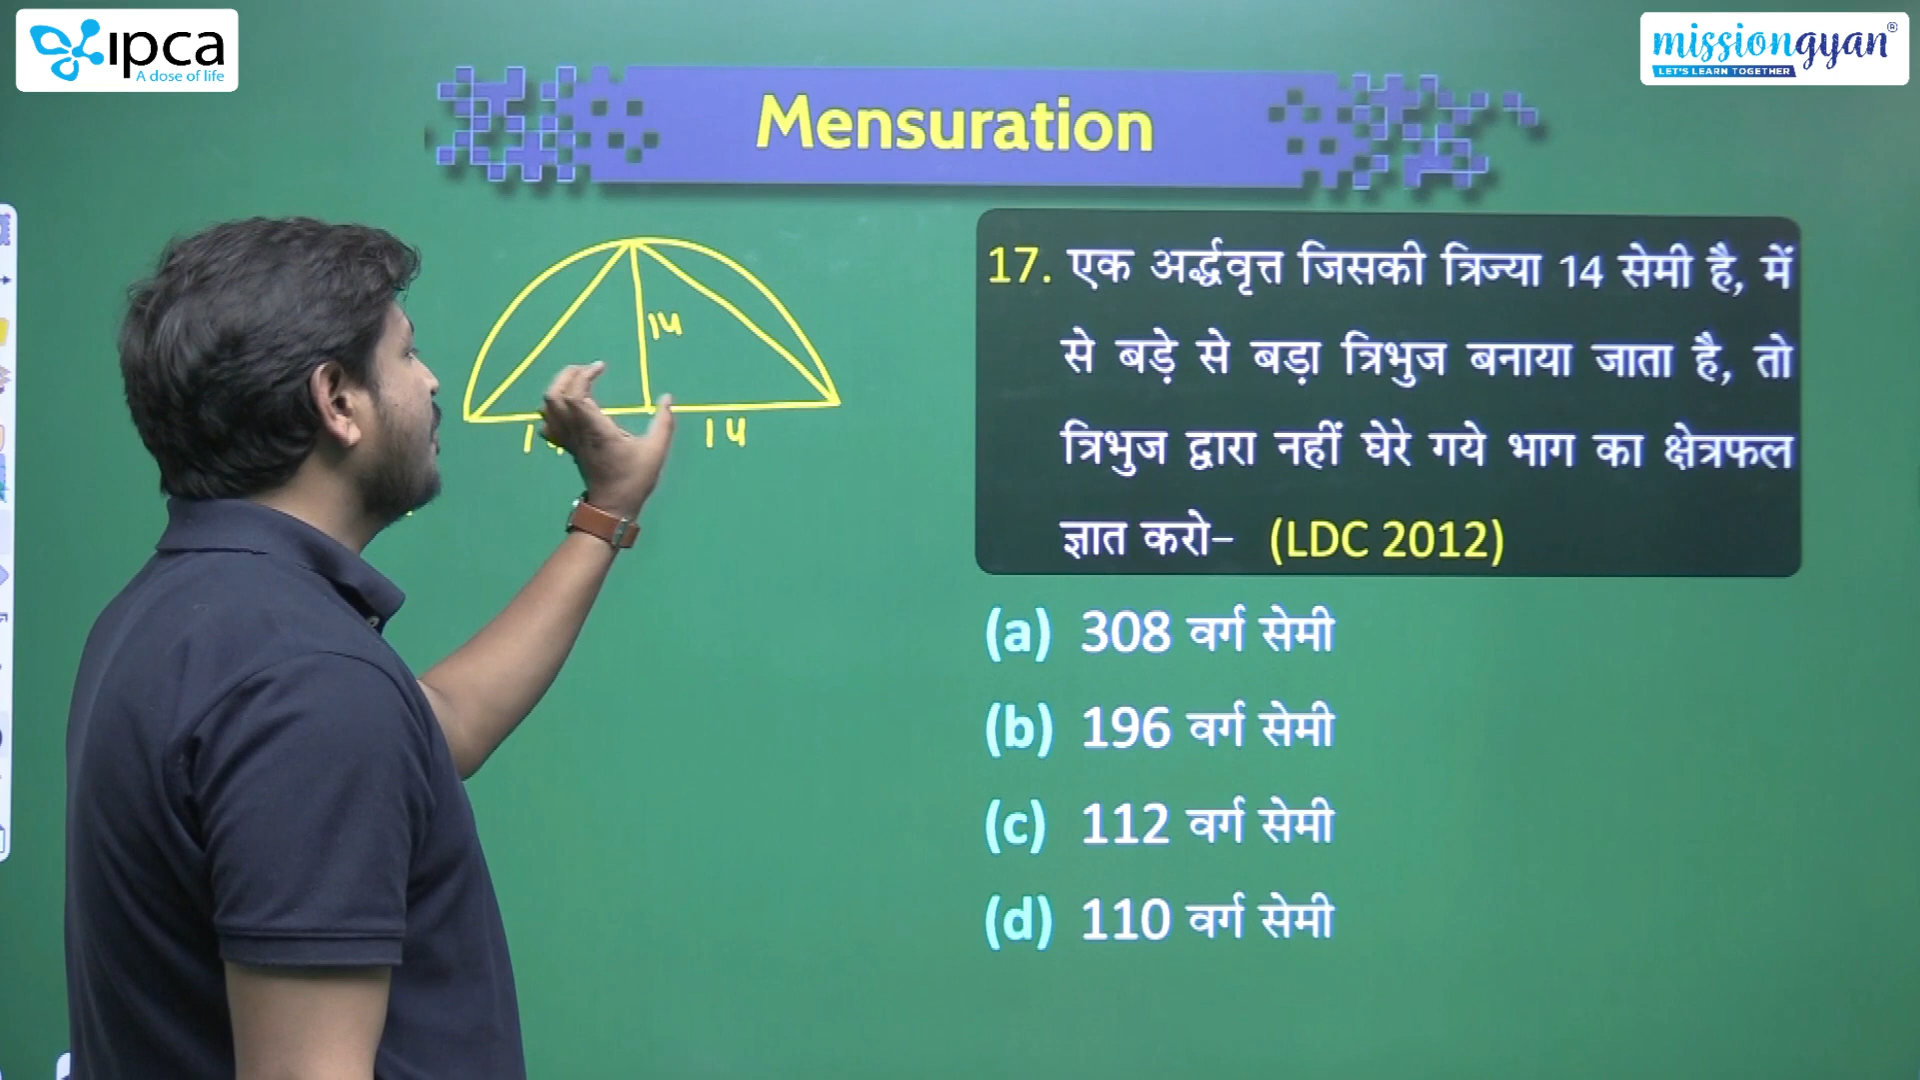 ipca
A dose of life
missiongyan®
LET'S LEARN TOGETHER
Mensuration
14
14
17. एक अर्द्धवृत्त जिसकी त्रिज्या 14 सेमी है, में
से बड़े से बड़ा त्रिभुज बनाया जाता है, तो
त्रिभुज द्वारा नहीं घेरे गये भाग का क्षेत्रफल
ज्ञात करो– (LDC 2012)
(a) 308 वर्ग सेमी
(b) 196 वर्ग सेमी
(c) 112 वर्ग सेमी
(d) 110 वर्ग सेमी